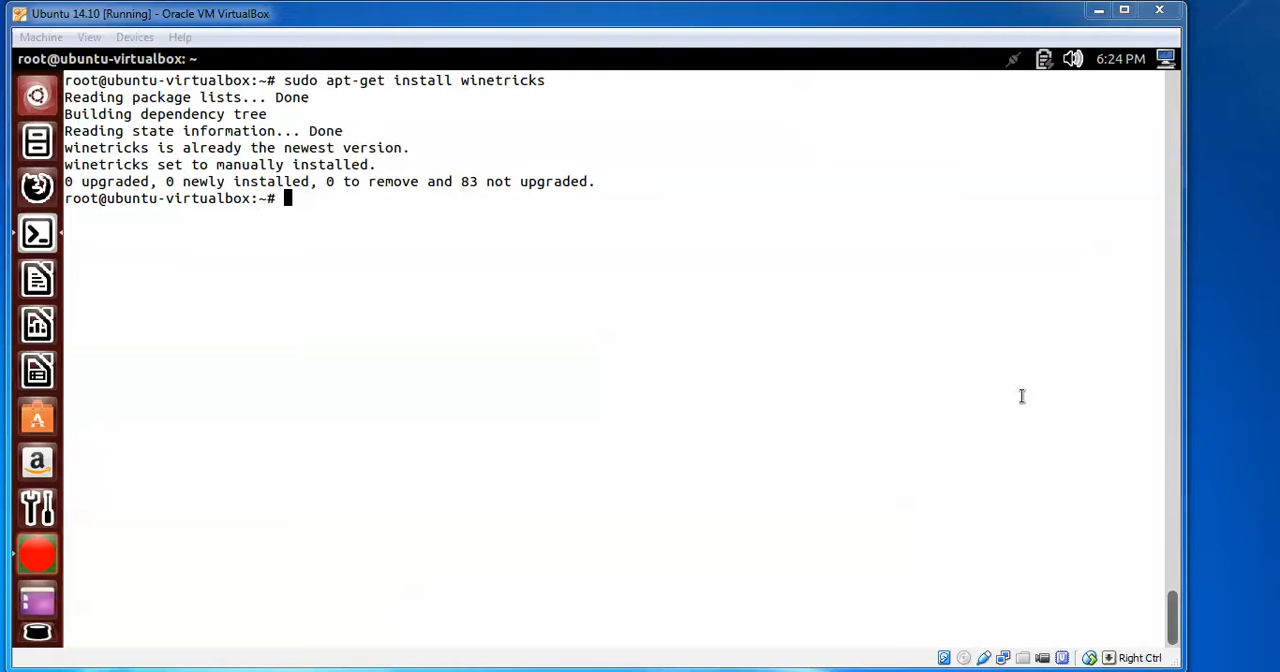 Ubuntu 14.10 [Running] - Oracle VM VirtualBox
Machine View Devices Help
root@ubuntu-virtualbox: ~ 6:24 PM
root@ubuntu-virtualbox:~# sudo apt-get install winetricks
Reading package lists... Done
Building dependency tree
Reading state information... Done
winetricks is already the newest version.
winetricks set to manually installed.
0 upgraded, 0 newly installed, 0 to remove and 83 not upgraded.
root@ubuntu-virtualbox:~#
Right Ctrl